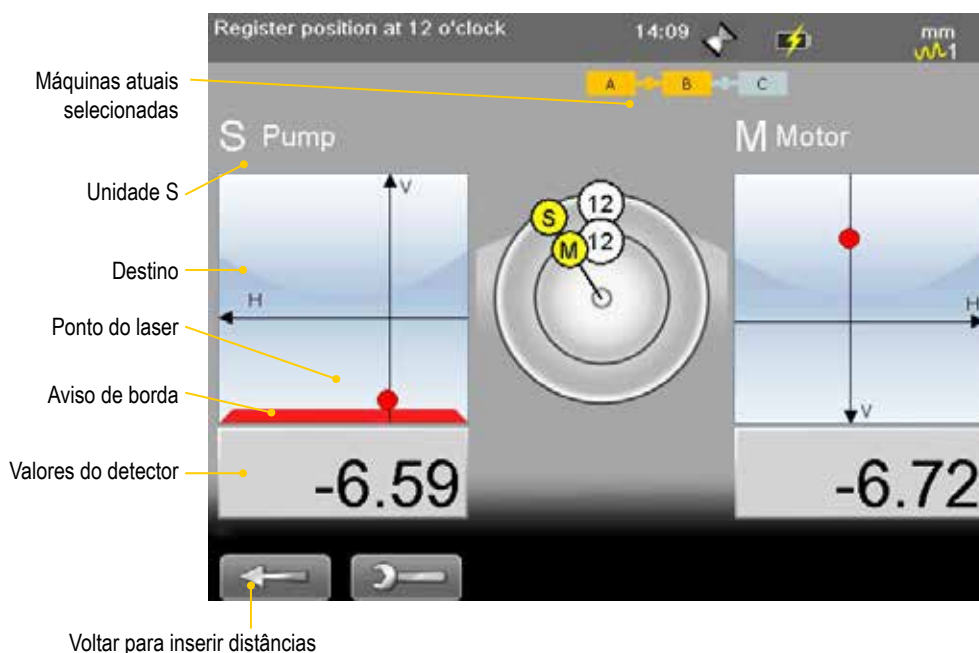 Register position at 12 o'clock
14:09
mm
1
Máquinas atuais
selecionadas
A
B
C
S Pump
M Motor
Unidade S
V
S
12
M
12
Destino
H
H
Ponto do laser
Aviso de borda
V
Valores do detector
-6.59
-6.72
Voltar para inserir distâncias